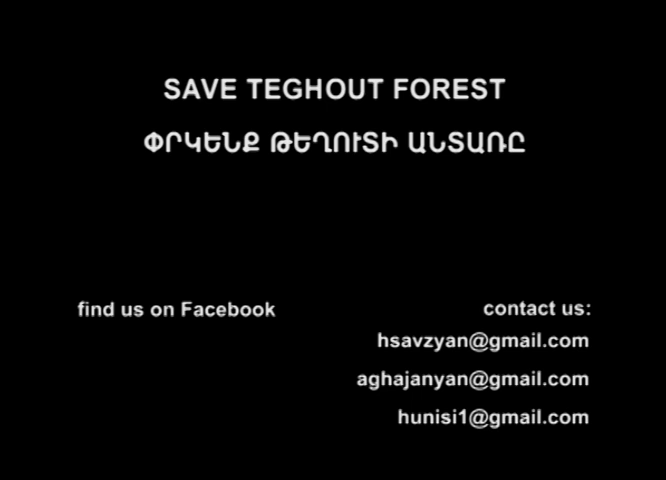 SAVE TEGHOUT FOREST
ՓՐԿԵՆՔ ԹԵՂՈՒՏԻ ԱՆՏԱՌԸ
find us on Facebook
contact us:
hsavzyan@gmail.com
aghajanyan@gmail.com
hunisi1@gmail.com